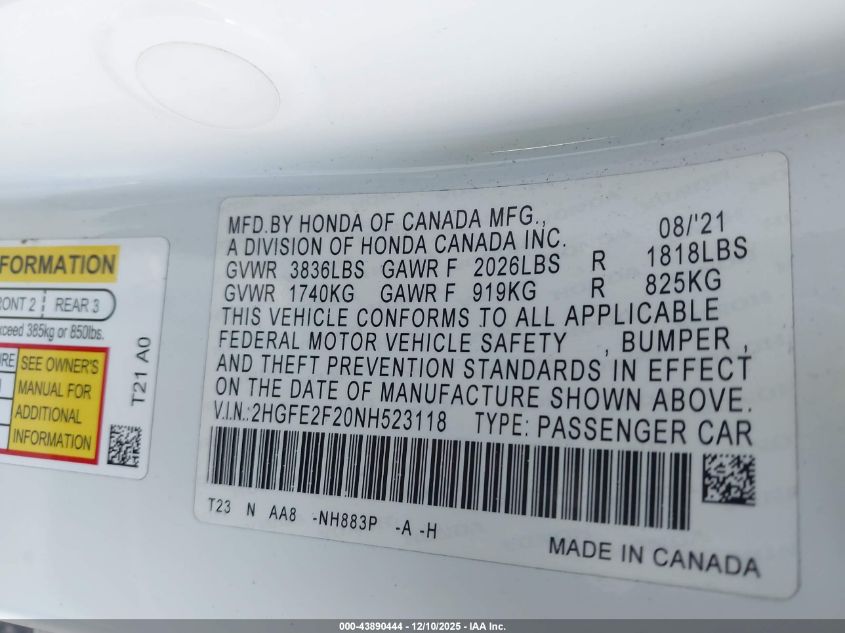 FORMATION
FRONT 2 REAR 3
exceed 385kg or 850lbs.
SEE OWNER'S
MANUAL FOR
ADDITIONAL
INFORMATION
T21 A0
MFD.BY HONDA OF CANADA MFG., 08/'21
A DIVISION OF HONDA CANADA INC.
GVWR 3836LBS GAWR F 2026LBS R 1818LBS
GVWR 1740KG GAWR F 919KG R 825KG
THIS VEHICLE CONFORMS TO ALL APPLICABLE
FEDERAL MOTOR VEHICLE SAFETY , BUMPER ,
AND THEFT PREVENTION STANDARDS IN EFFECT
ON THE DATE OF MANUFACTURE SHOWN ABOVE.
V.I.N.:2HGFE2F20NH523118 TYPE: PASSENGER CAR
T23 N AA8 -NH883P -A -H
MADE IN CANADA
000-43890444 - 12/10/2025 - IAA Inc.